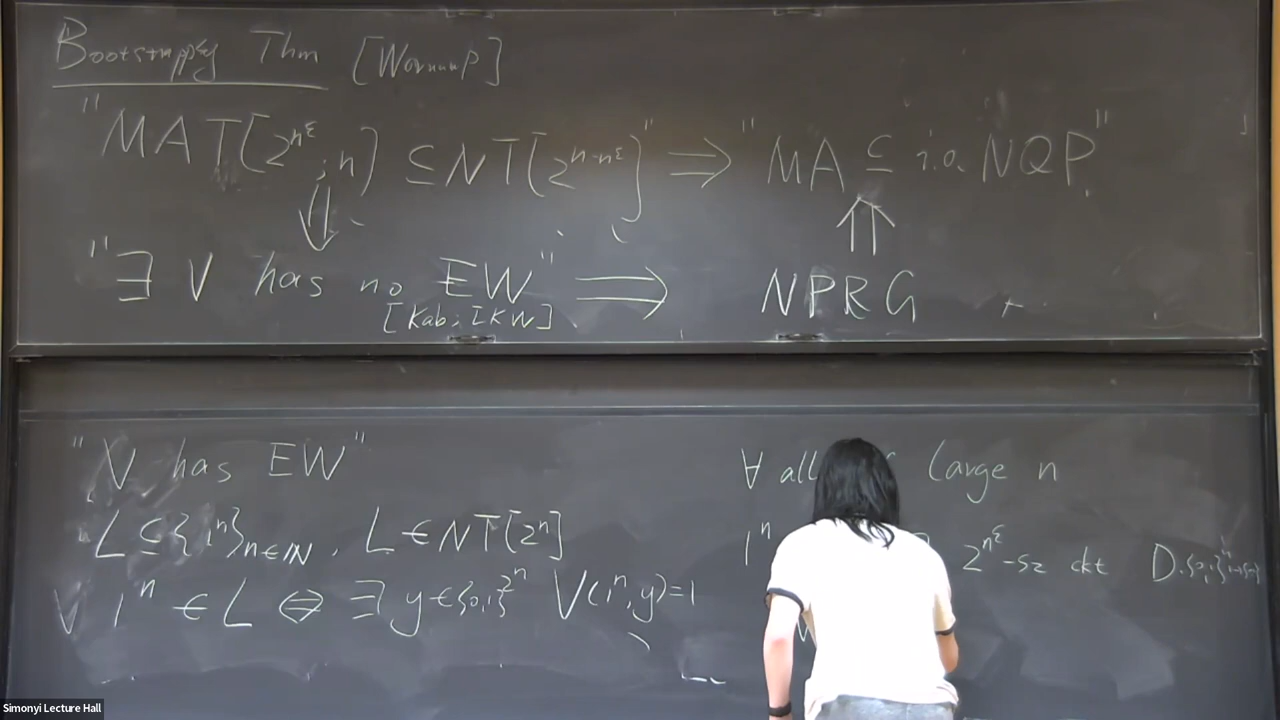 Bootstrapping Thm [Warmup]
"MAT[2^{n^ε}, n] ⊆ NT[2^{n-n^ε}]" ⇒ "MA ⊆ i.o. NQP."
⇓ ⇑
"∃ V has no EW" ⇒ NPRG
[Kab; IKW]
"V has EW"
L ⊆ {1^n}_{n∈ℕ}, L ∈ NT[2^n]
∀ 1^n ∈ L ⇔ ∃ y ∈ {0,1}^{2^n} V(1^n, y) = 1
∀ all large n
1^n 2^{n^ε}-sz ckt D:
Simonyi Lecture Hall